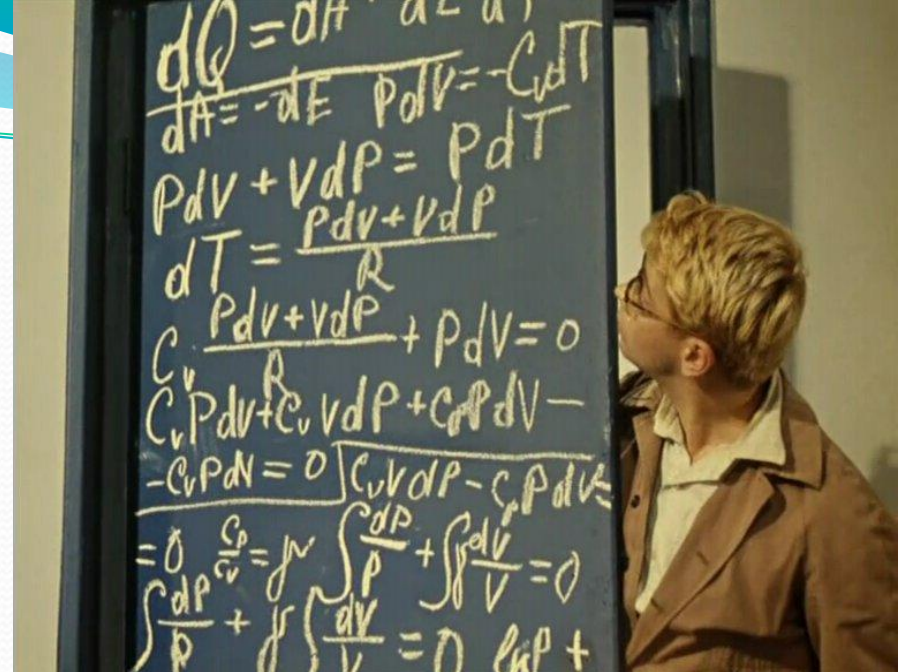 dQ = dA
dA = -dE PdV = -CvdT
PdV + VdP = PdT
dT = Pdv + VdP / R
Cv Pdv + VdP / R + PdV = 0
CvPdv + CvVdP + CpPdV -
- CvPdV = 0 CvVdP - CpPdV =
= 0 Cp/Cv = γ ∫ dP/P + ∫ γ dV/V = 0
∫ dP/P + γ ∫ dV/V = 0 lnP +